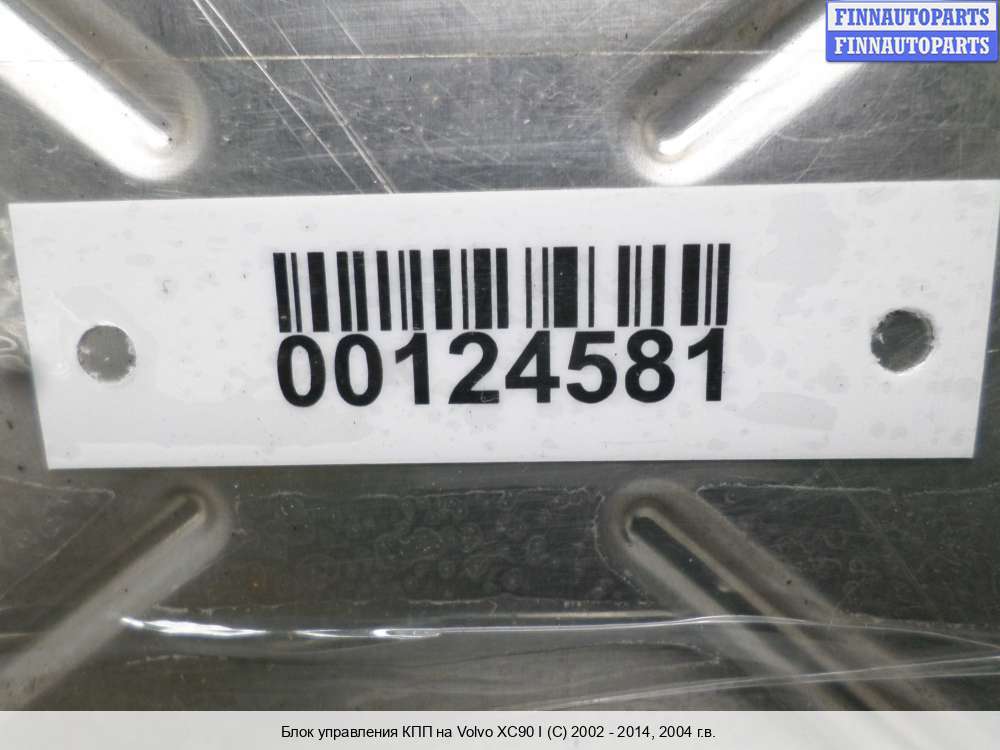 FINNAUTOPARTS
FINNAUTOPARTS
00124581
Блок управления КПП на Volvo XC90 I (C) 2002 - 2014, 2004 г.в.